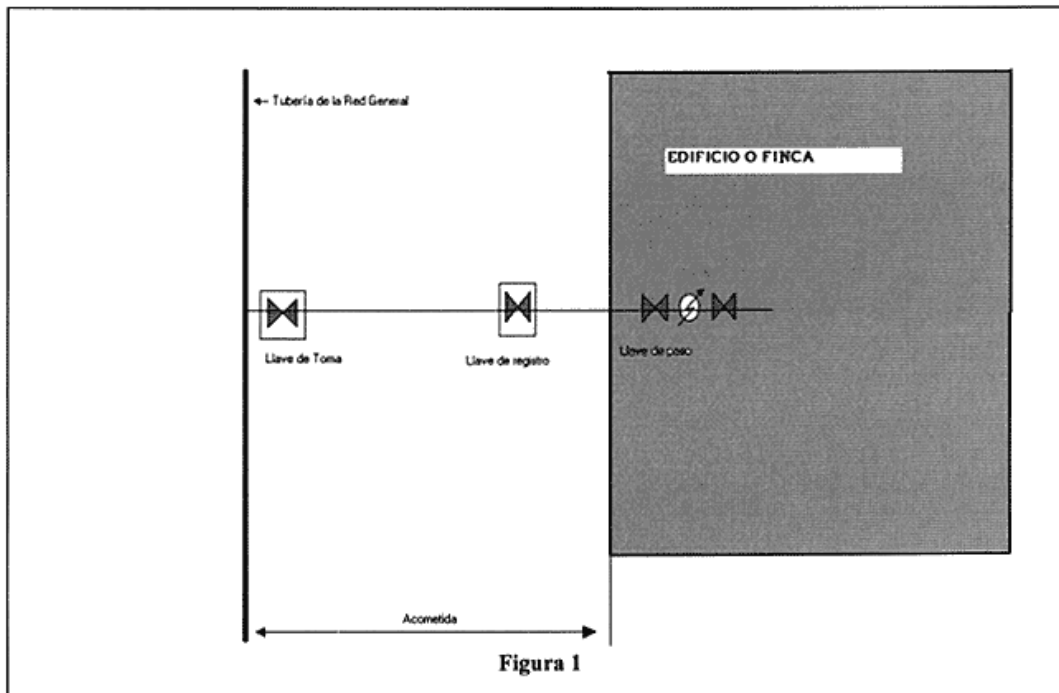 ← Tubería de la Red General
EDIFICIO O FINCA
Llave de Toma
Llave de registro
Llave de paso
Acometida
Figura 1